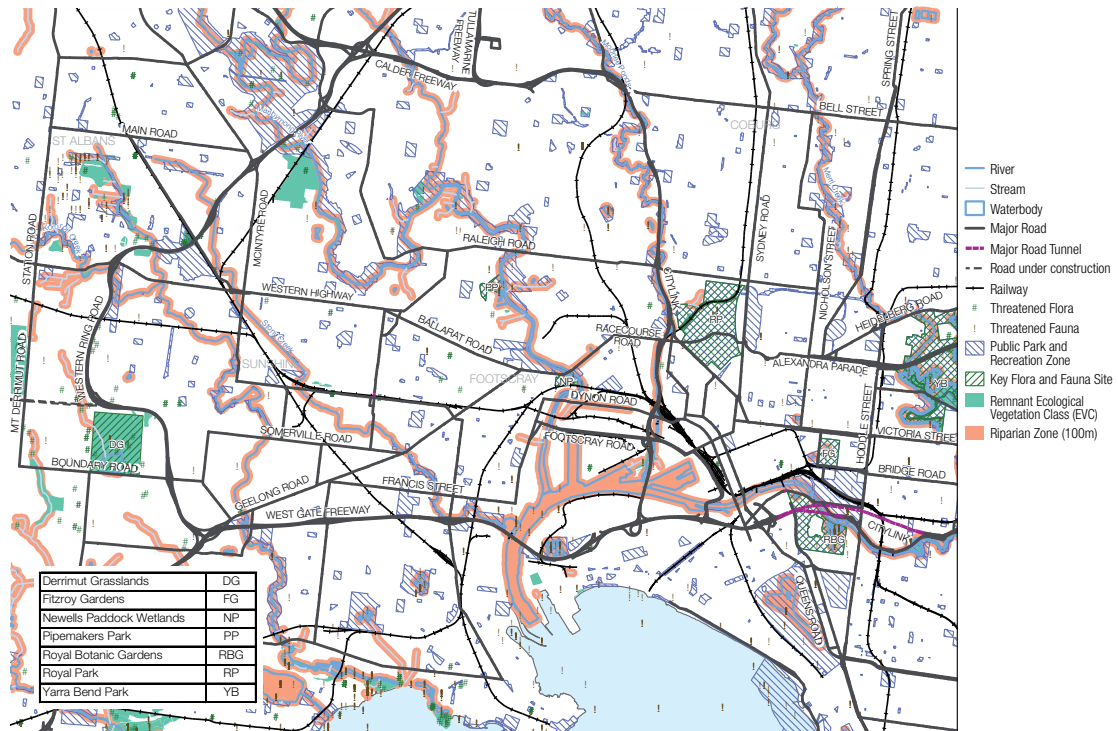 TULLAMARINE
FREEWAY
CALDER FREEWAY
SPRING STREET
BELL STREET
COBURG
MAIN ROAD
ST ALBANS
STATION ROAD
MCINTYRE ROAD
RALEIGH ROAD
SYDNEY ROAD
NICHOLSON STREET
WESTERN HIGHWAY
PP
CITYLINK
HEIDELBERG ROAD
WESTERN RING ROAD
BALLARAT ROAD
RACECOURSE
ROAD
RP
Stony Creek
SUNSHINE
FOOTSCRAY
NP
ALEXANDRA PARADE
YB
MT DERRIMUT ROAD
DYNON ROAD
HODDLE STREET
DG
SOMERVILLE ROAD
FOOTSCRAY ROAD
FG
VICTORIA STREET
BOUNDARY ROAD
BRIDGE ROAD
GEELONG ROAD
FRANCIS STREET
WEST GATE FREEWAY
RBG
CITYLINK
QUEENS ROAD
River
Stream
Waterbody
Major Road
Major Road Tunnel
Road under construction
Railway
# Threatened Flora
! Threatened Fauna
Public Park and
Recreation Zone
Key Flora and Fauna Site
Remnant Ecological
Vegetation Class (EVC)
Riparian Zone (100m)
Derrimut Grasslands DG
Fitzroy Gardens FG
Newells Paddock Wetlands NP
Pipemakers Park PP
Royal Botanic Gardens RBG
Royal Park RP
Yarra Bend Park YB